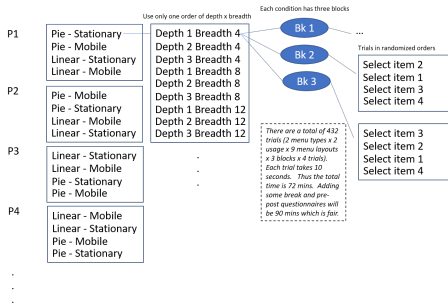 Each condition has three blocks
Use only one order of depth x breadth
P1
Pie - Stationary
Pie - Mobile
Linear - Stationary
Linear - Mobile
Depth 1 Breadth 4
Depth 2 Breadth 4
Depth 3 Breadth 4
Depth 1 Breadth 8
Depth 2 Breadth 8
Depth 3 Breadth 8
Depth 1 Breadth 12
Depth 2 Breadth 12
Depth 3 Breadth 12
Bk 1
Bk 2
Bk 3
...
Trials in randomized orders
Select item 2
Select item 1
Select item 3
Select item 4
Select item 3
Select item 2
Select item 1
Select item 4
P2
Pie - Mobile
Pie - Stationary
Linear - Mobile
Linear - Stationary
There are a total of 432
trials (2 menu types x 2
usage x 9 menu layouts
x 3 blocks x 4 trials).
Each trial takes 10
seconds. Thus the total
time is 72 mins. Adding
some break and pre-
post questionnaires will
be 90 mins which is fair.
P3
Linear - Stationary
Linear - Mobile
Pie - Stationary
Pie - Mobile
.
.
.
P4
Linear - Mobile
Linear - Stationary
Pie - Mobile
Pie - Stationary
.
.
.